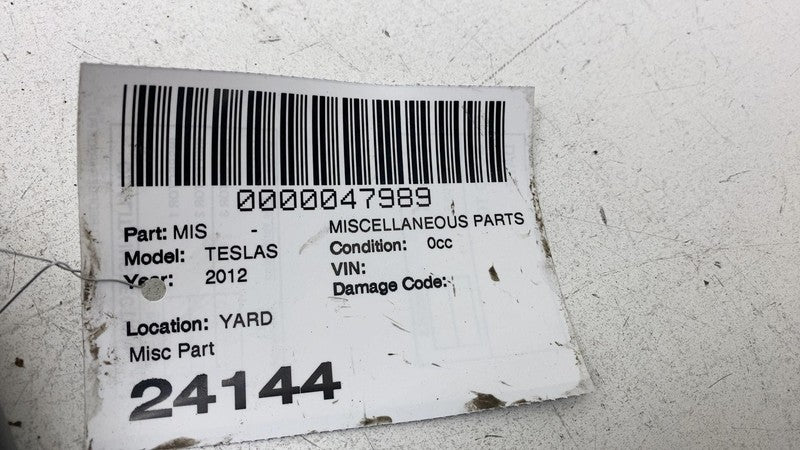 0000047989
Part: MIS - MISCELLANEOUS PARTS
Model: TESLAS Condition: 0cc
Year: 2012 VIN:
Damage Code:
Location: YARD
Misc Part
24144